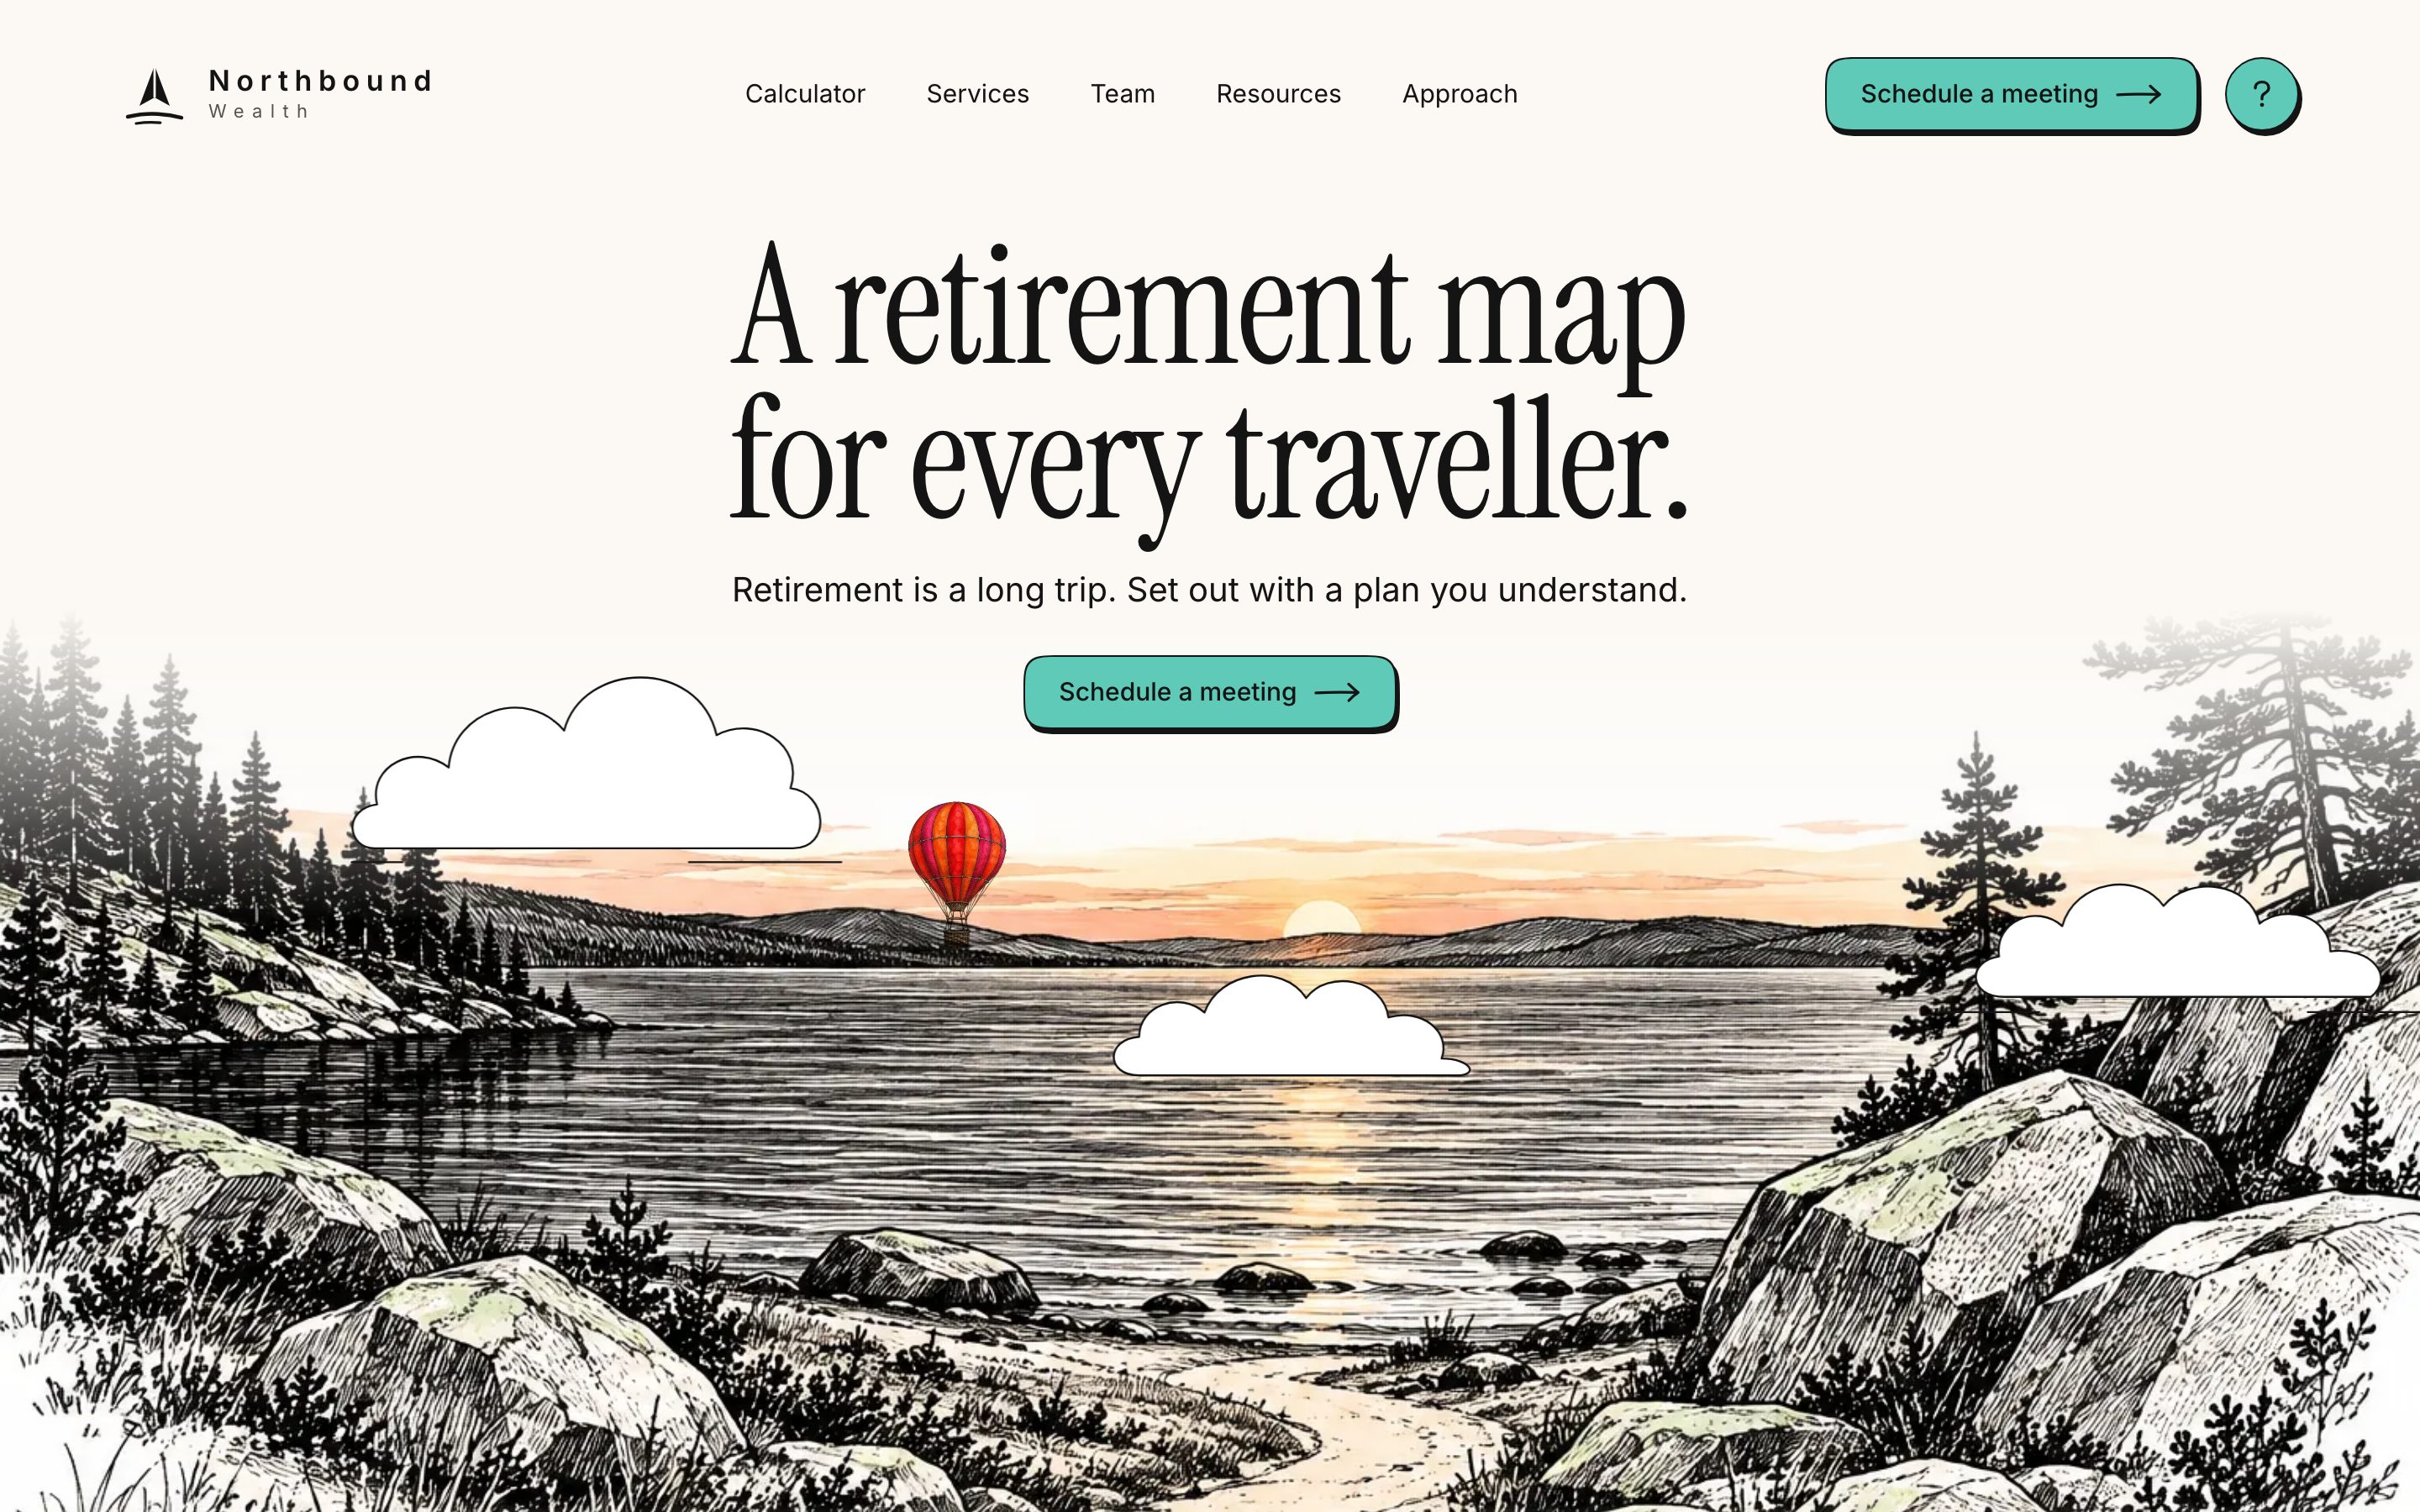 Northbound
Wealth
Calculator
Services
Team
Resources
Approach
Schedule a meeting
?
A retirement map
for every traveller.
Retirement is a long trip. Set out with a plan you understand.
Schedule a meeting